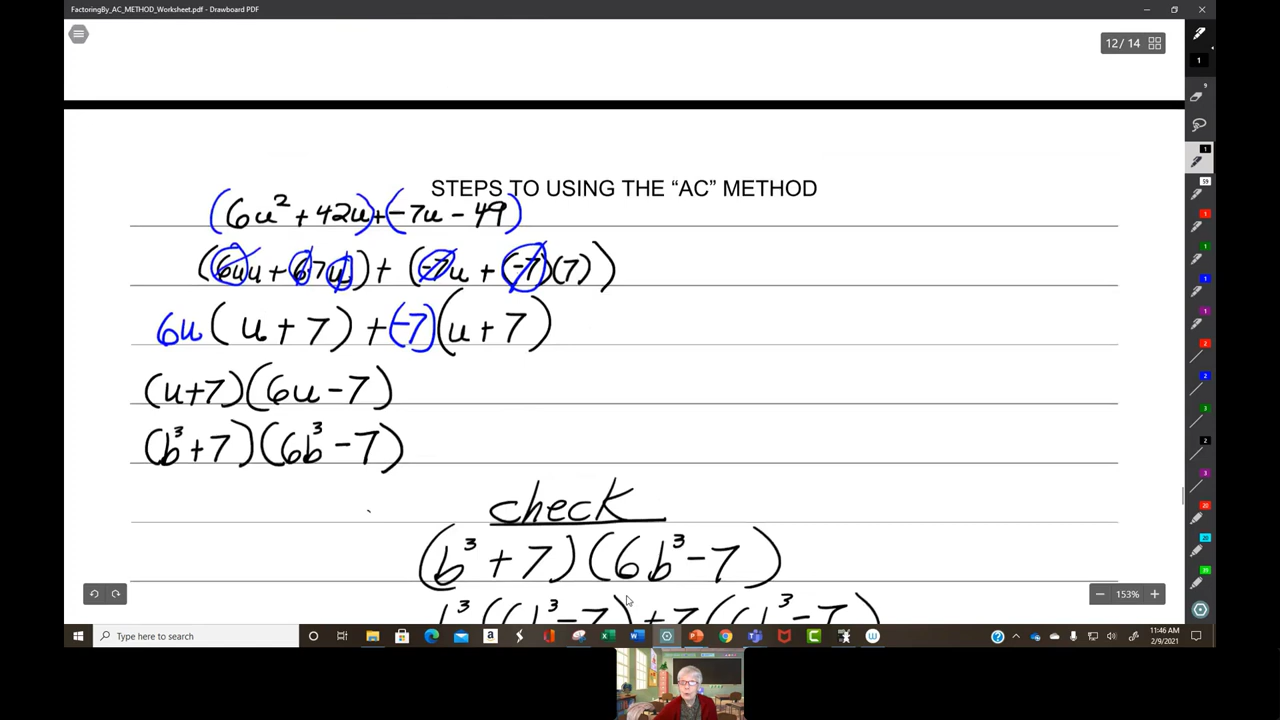 FactoringBy_AC_METHOD_Worksheet.pdf - Drawboard PDF
12 / 14
STEPS TO USING THE “AC” METHOD
(6u² + 42u) + (-7u - 49)
(6uu + 67u) + (-7u + (-7)(7))
6u(u + 7) + (-7)(u + 7)
(u+7)(6u-7)
(b³+7)(6b³-7)
check
(b³ + 7)(6b³ - 7)
153%
Type here to search
11:46 AM
2/9/2021